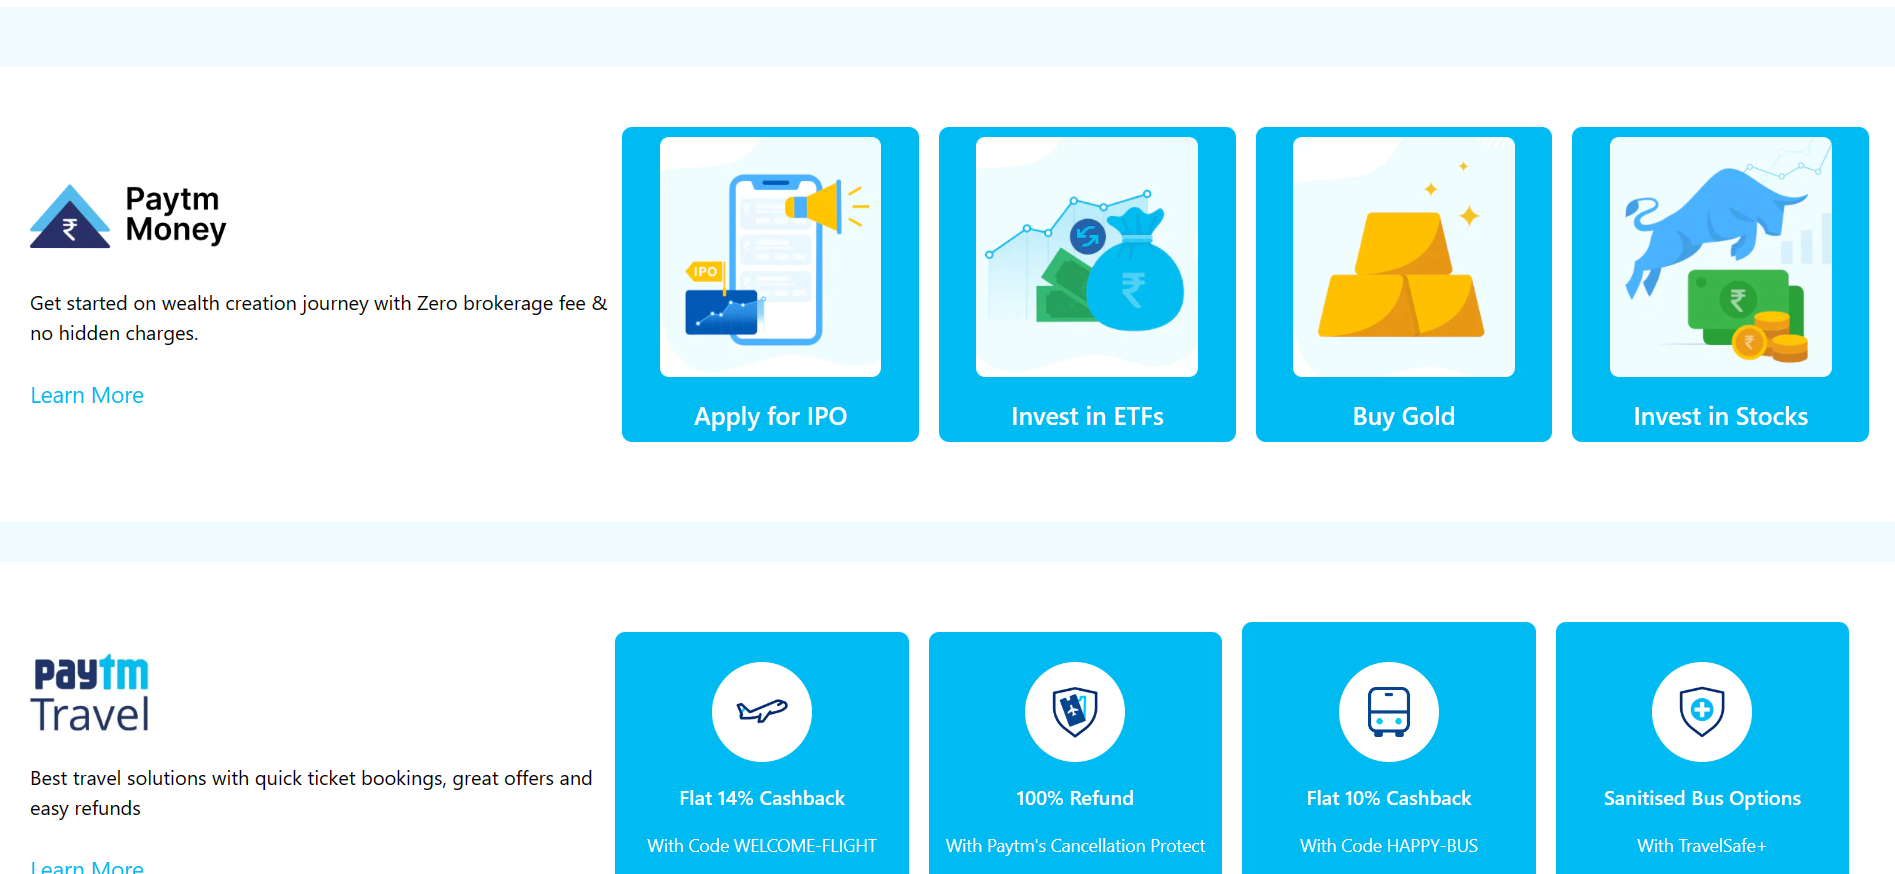 Paytm
Money
Get started on wealth creation journey with Zero brokerage fee &
no hidden charges.
Learn More
IPO
₹
₹
₹
₹
Apply for IPO
Invest in ETFs
Buy Gold
Invest in Stocks
paytm
Travel
Best travel solutions with quick ticket bookings, great offers and
easy refunds
Learn More
Flat 14% Cashback
With Code WELCOME-FLIGHT
100% Refund
With Paytm's Cancellation Protect
Flat 10% Cashback
With Code HAPPY-BUS
Sanitised Bus Options
With TravelSafe+